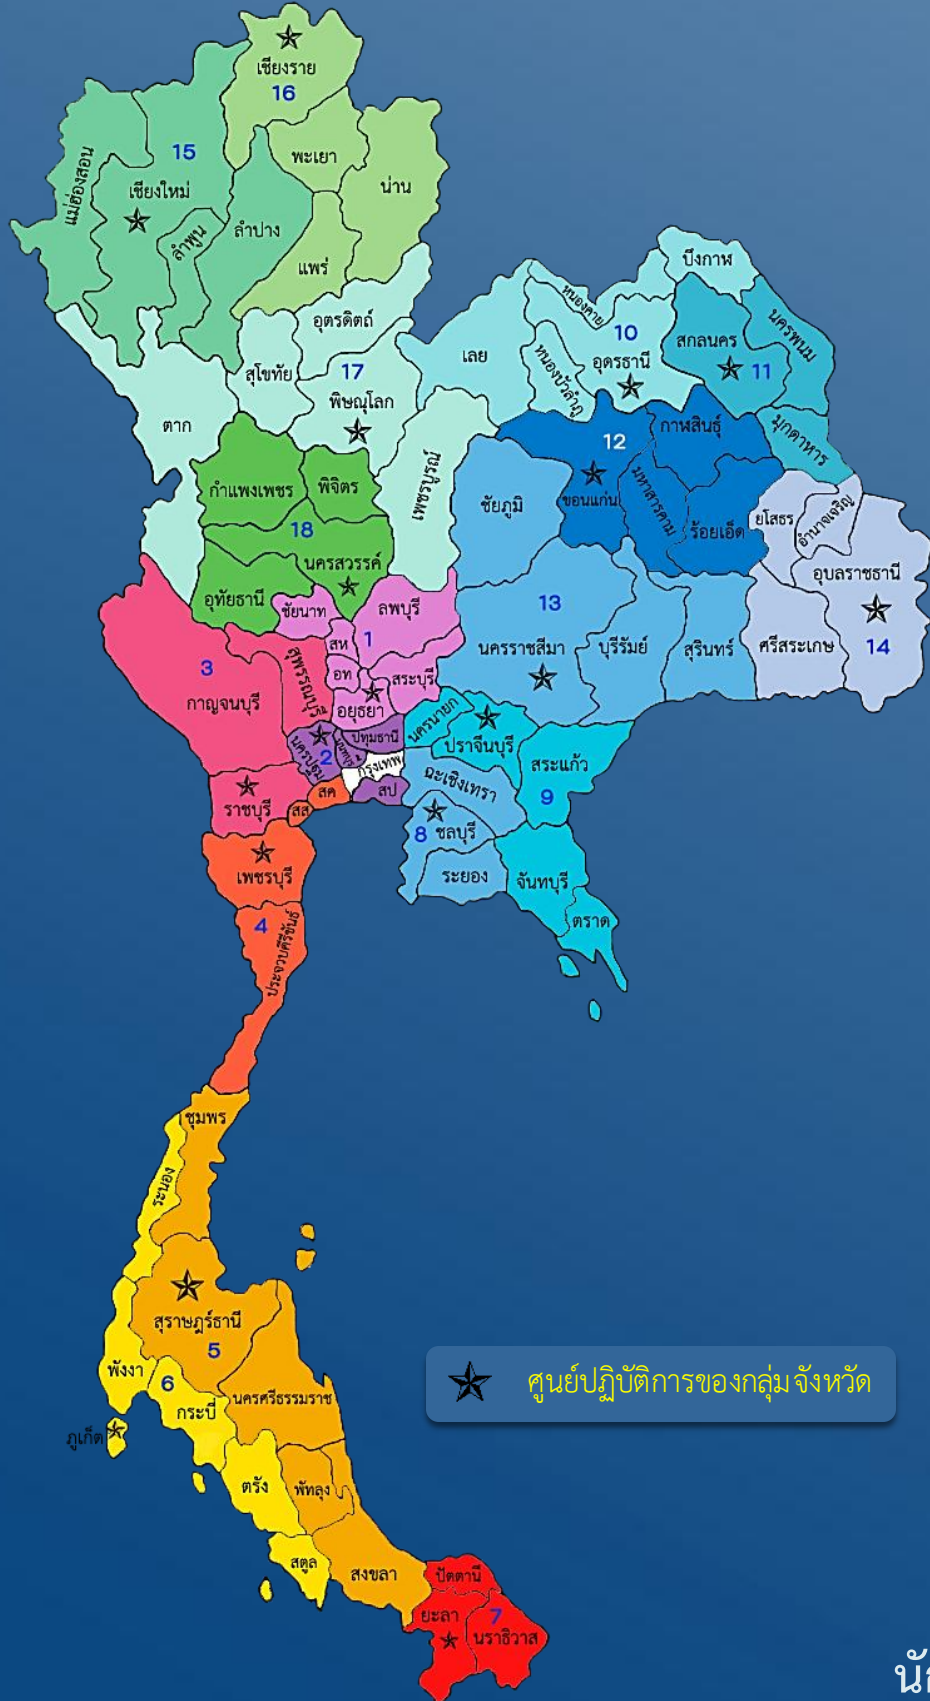 เชียงราย
16
พะเยา
น่าน
แพร่
15
เชียงใหม่
แม่ฮ่องสอน
ลำพูน
ลำปาง
อุตรดิตถ์
17
พิษณุโลก
สุโขทัย
ตาก
เพชรบูรณ์
บึงกาฬ
หนองคาย
10
อุดรธานี
หนองบัวลำภู
เลย
สกลนคร
11
นครพนม
มุกดาหาร
12
ขอนแก่น
กาฬสินธุ์
มหาสารคาม
ร้อยเอ็ด
ยโสธร
อำนาจเจริญ
อุบลราชธานี
14
ศรีสะเกษ
ชัยภูมิ
13
นครราชสีมา
บุรีรัมย์
สุรินทร์
กำแพงเพชร
พิจิตร
18
นครสวรรค์
อุทัยธานี
ชัยนาท
ลพบุรี
สห
1
อท
สระบุรี
อยุธยา
3
กาญจนบุรี
สุพรรณบุรี
ราชบุรี
นครปฐม
2
ปทุมธานี
กรุงเทพ
สป
สค
สส
นครนายก
ปราจีนบุรี
สระแก้ว
9
ฉะเชิงเทรา
8 ชลบุรี
ระยอง
จันทบุรี
ตราด
เพชรบุรี
4
ประจวบคีรีขันธ์
ชุมพร
ระนอง
สุราษฎร์ธานี
5
พังงา
6
กระบี่
นครศรีธรรมราช
ภูเก็ต
ตรัง
พัทลุง
สตูล
สงขลา
ปัตตานี
ยะลา
7
นราธิวาส
ศูนย์ปฏิบัติการของกลุ่มจังหวัด